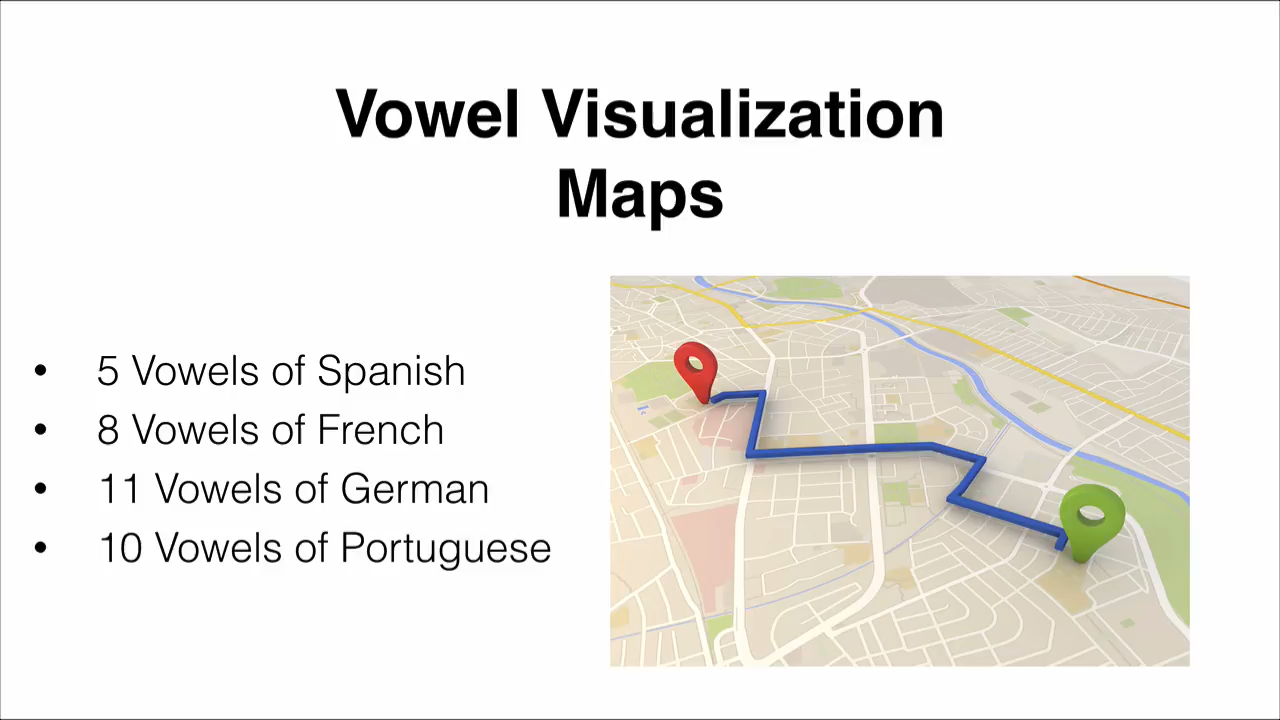 Vowel Visualization
Maps
• 5 Vowels of Spanish
• 8 Vowels of French
• 11 Vowels of German
• 10 Vowels of Portuguese